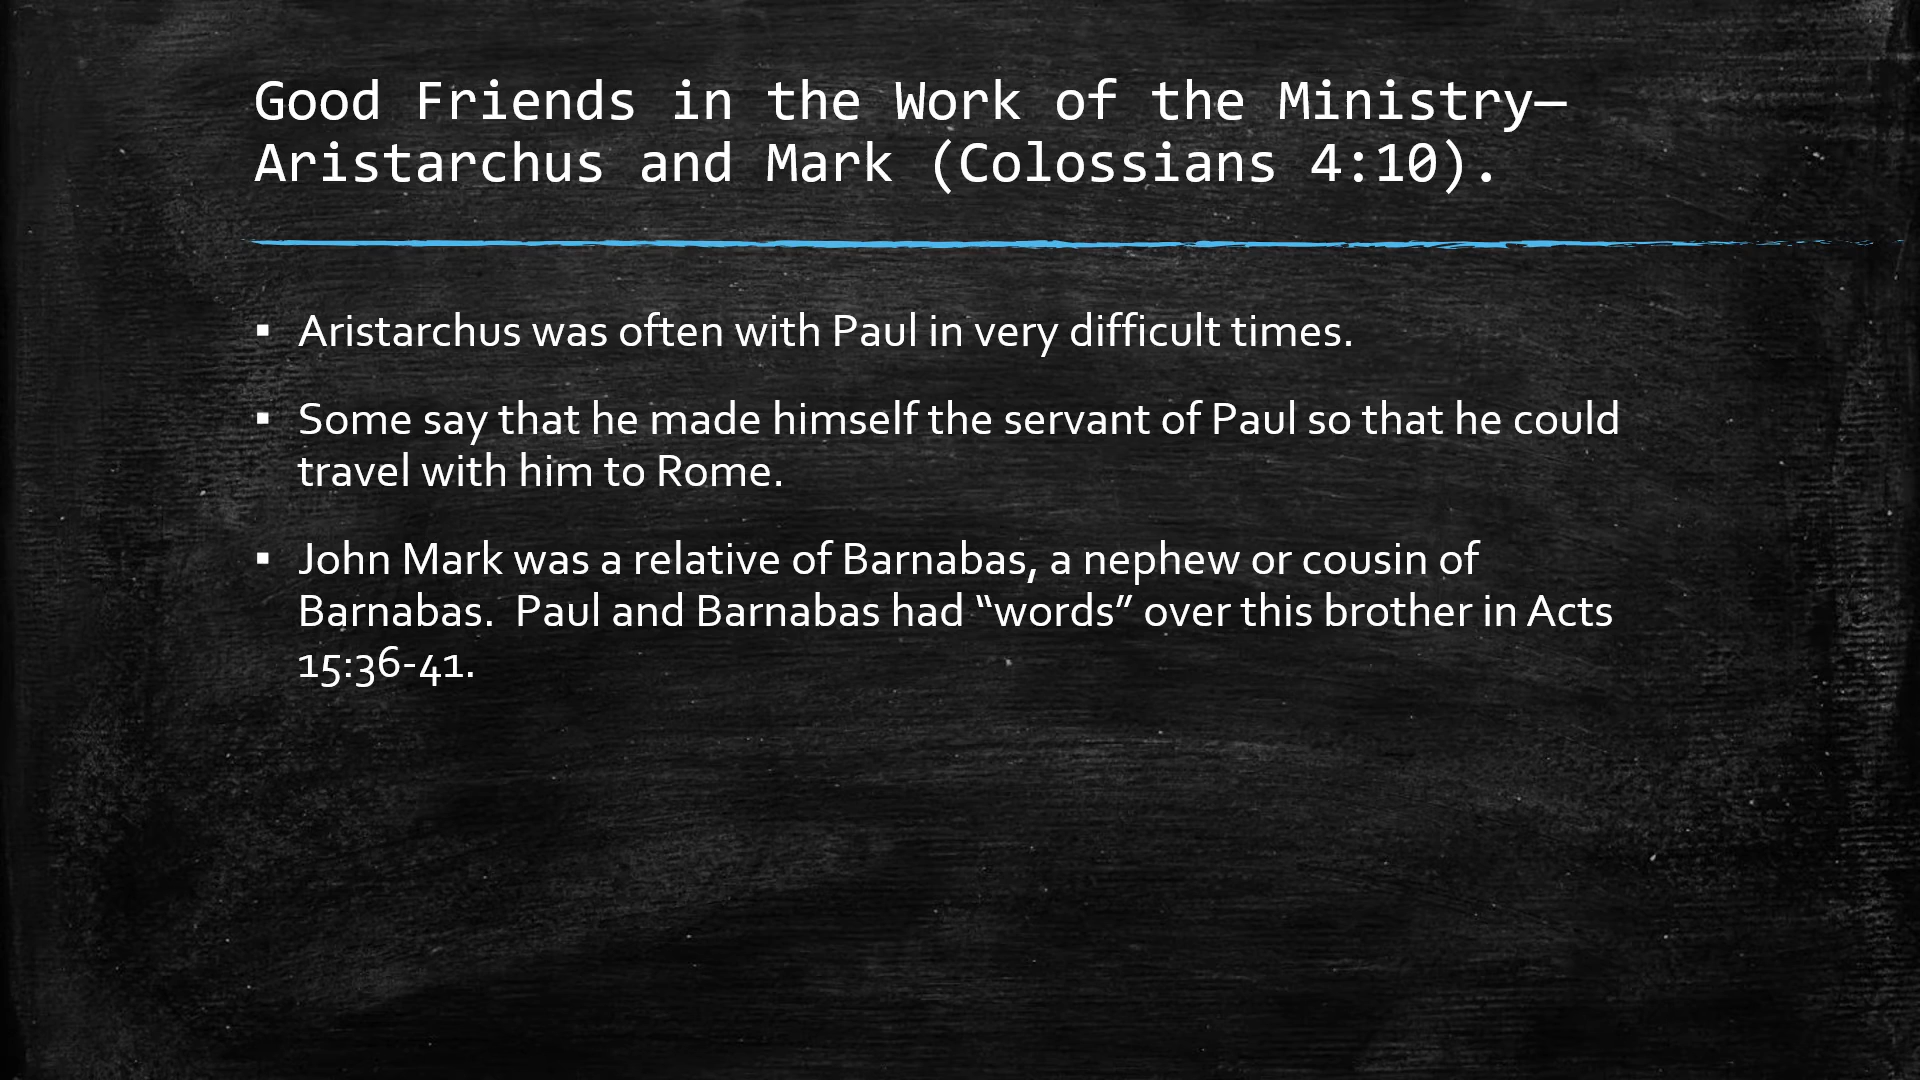 Good Friends in the Work of the Ministry—
Aristarchus and Mark (Colossians 4:10).
▪ Aristarchus was often with Paul in very difficult times.
▪ Some say that he made himself the servant of Paul so that he could
travel with him to Rome.
▪ John Mark was a relative of Barnabas, a nephew or cousin of
Barnabas.  Paul and Barnabas had “words” over this brother in Acts
15:36-41.